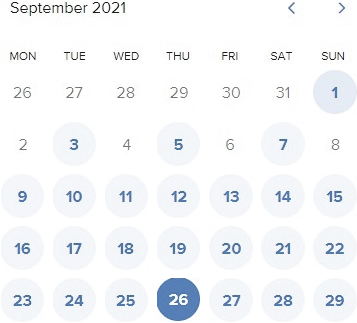 September 2021
MON TUE WED THU FRI SAT SUN
26 27 28 29 30 31 1
2 3 4 5 6 7 8
9 10 11 12 13 14 15
16 17 18 19 20 21 22
23 24 25 26 27 28 29